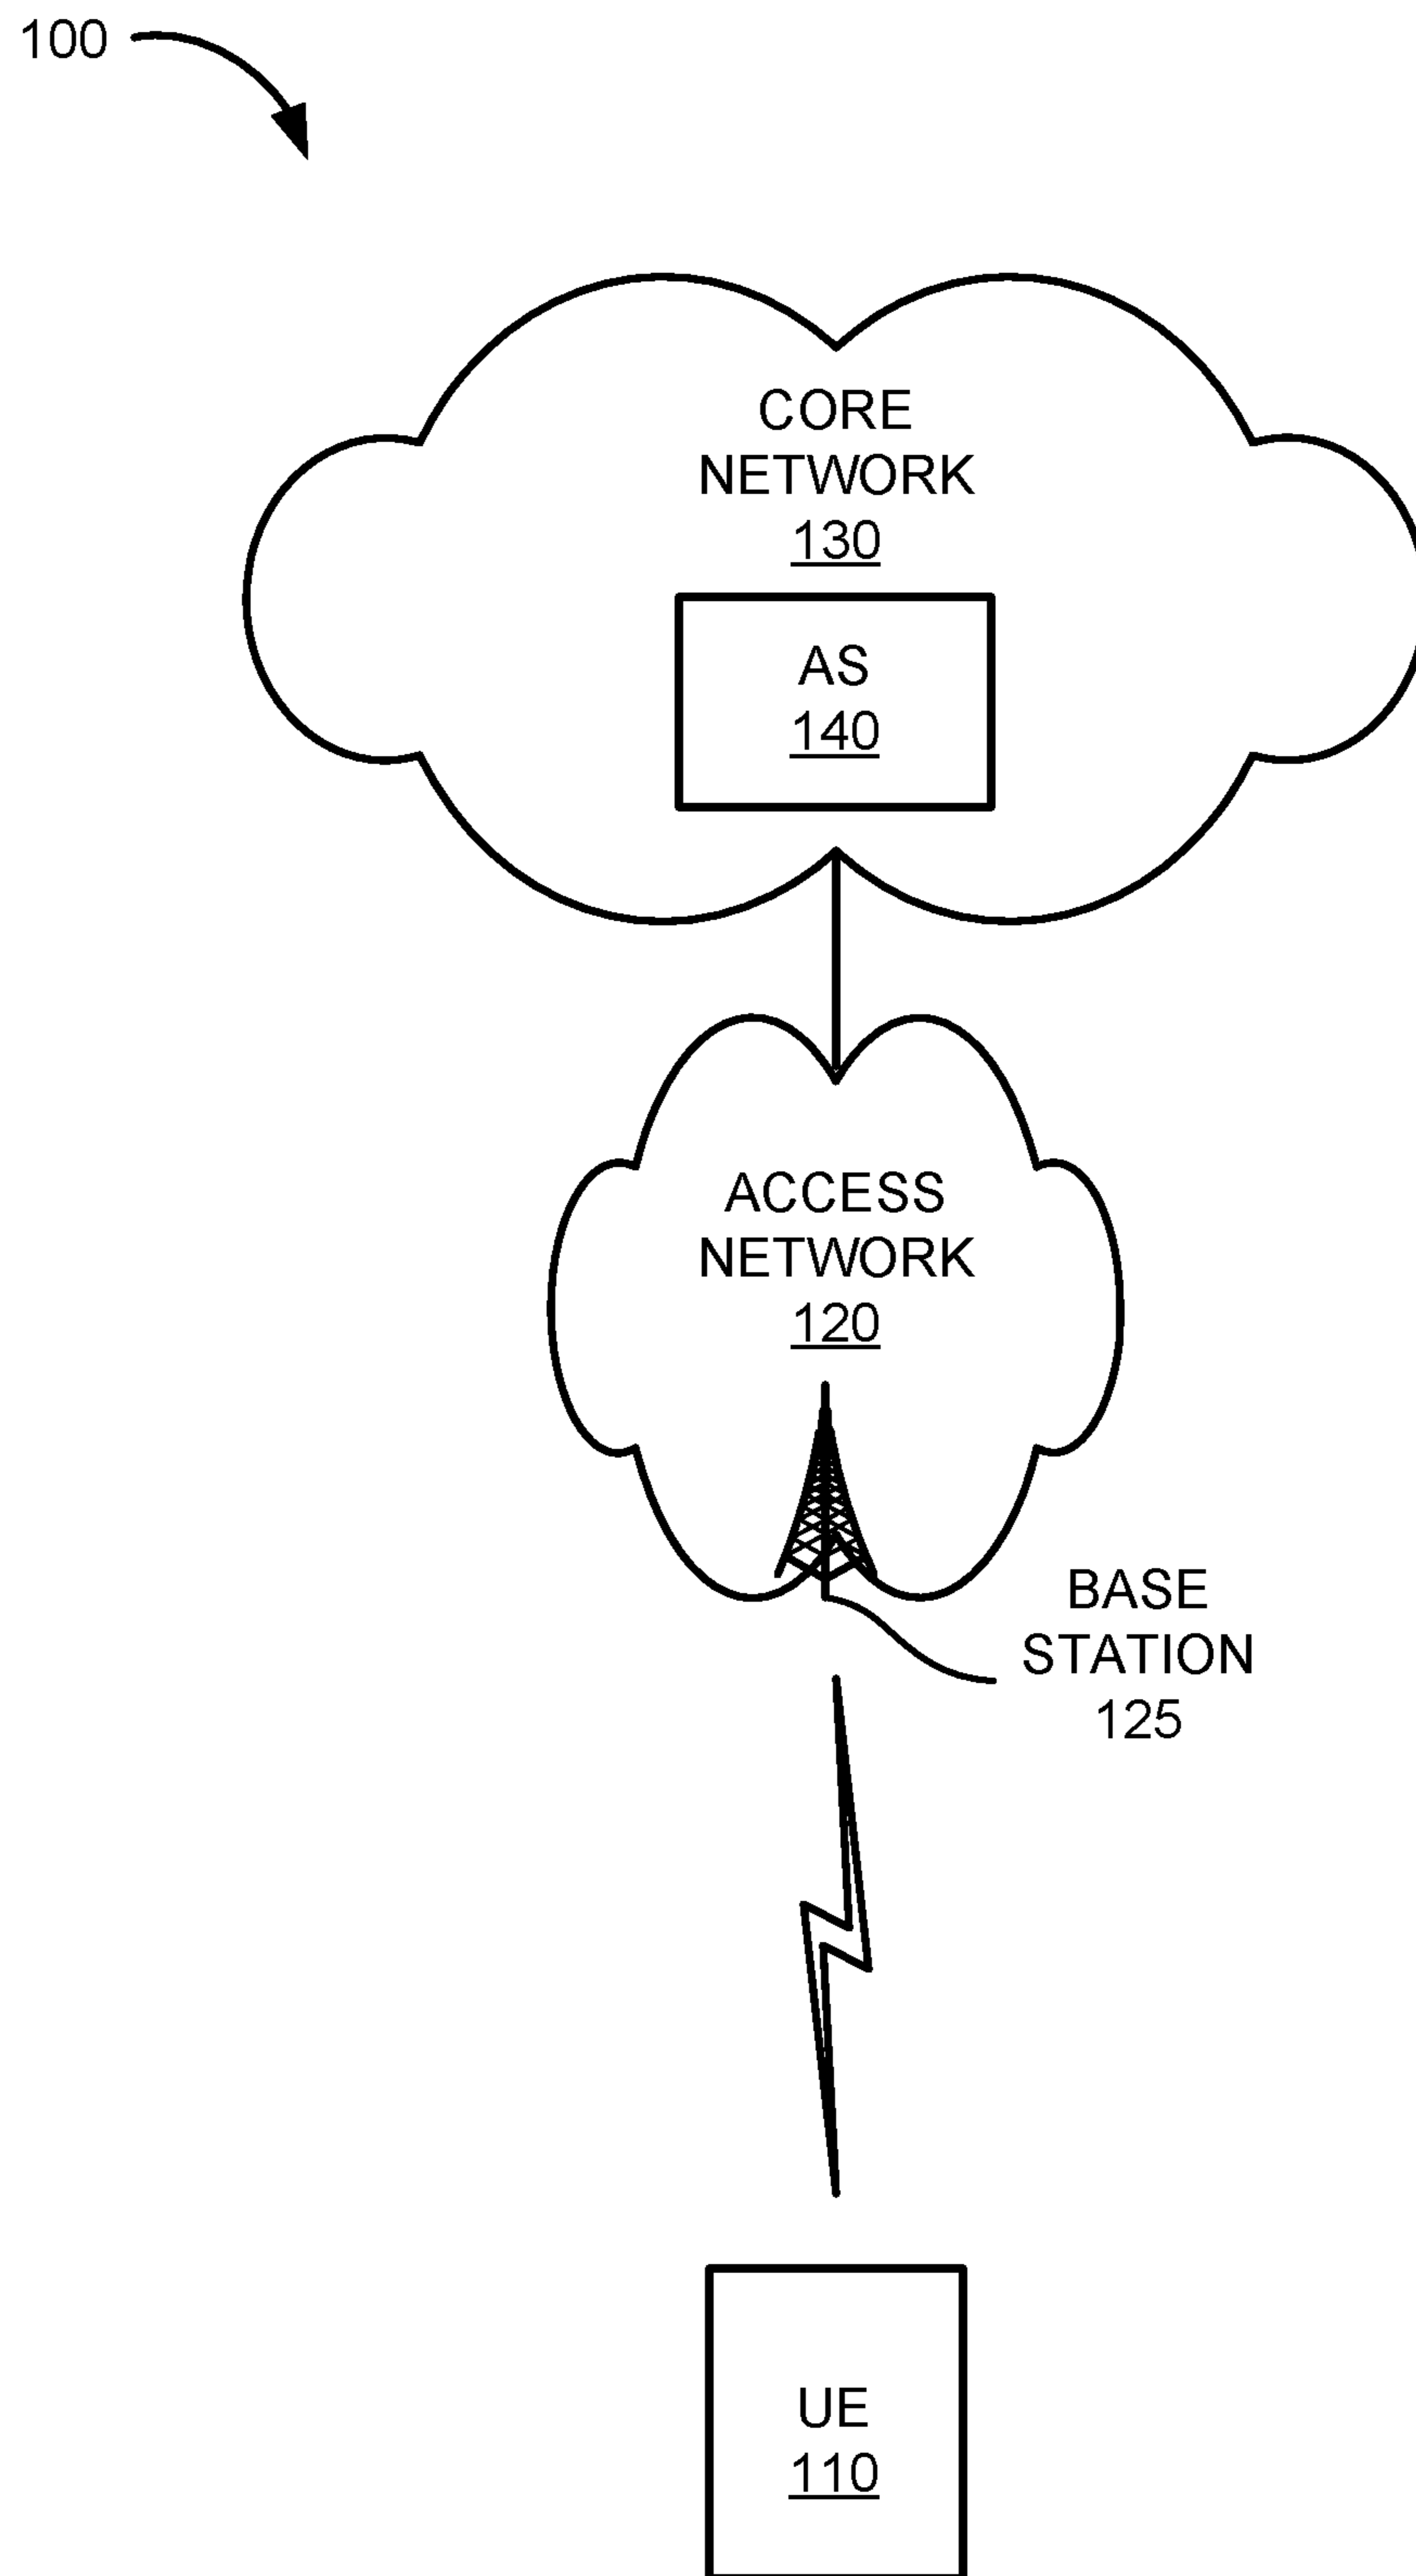 100
CORE
NETWORK
130
AS
140
ACCESS
NETWORK
120
BASE
STATION
125
UE
110